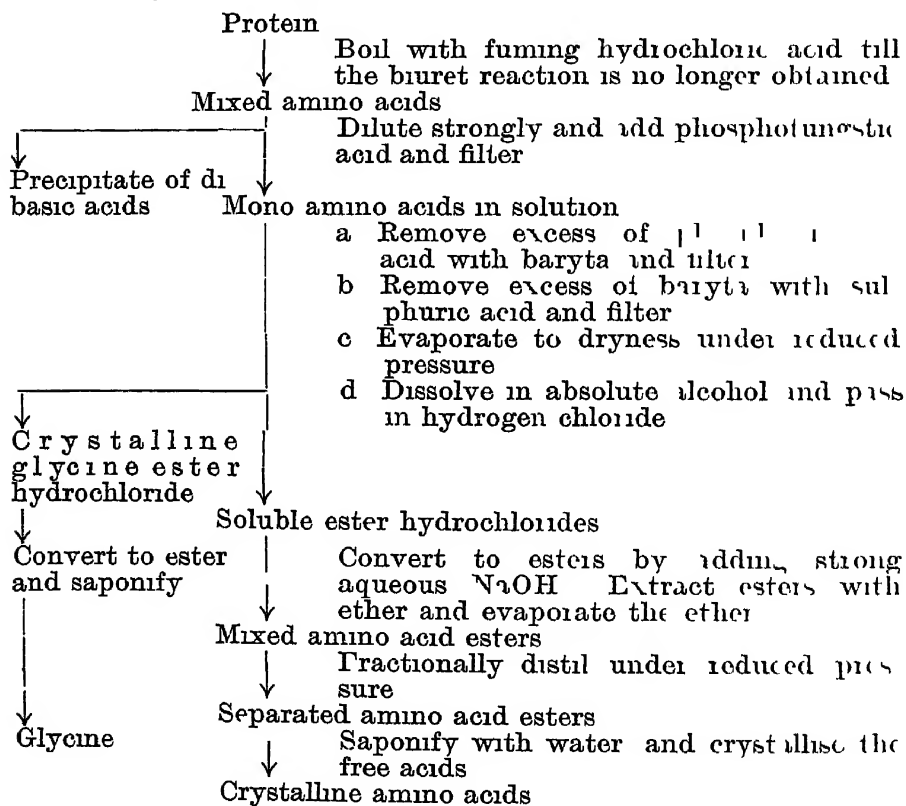 Protein
Boil with fuming hydrochloric acid till
the biuret reaction is no longer obtained
Mixed amino acids
Dilute strongly and add phosphotungstic
acid and filter
Precipitate of di
basic acids
Mono amino acids in solution
a Remove excess of
acid with baryta and filter
b Remove excess of baryta with sul
phuric acid and filter
c Evaporate to dryness under reduced
pressure
d Dissolve in absolute alcohol and pass
in hydrogen chloride
Crystalline
glycine ester
hydrochloride
Soluble ester hydrochlorides
Convert to ester
and saponify
Convert to esters by adding strong
aqueous NaOH Extract esters with
ether and evaporate the ether
Mixed amino acid esters
Fractionally distil under reduced pres
sure
Separated amino acid esters
Glycine
Saponify with water and crystallise the
free acids
Crystalline amino acids